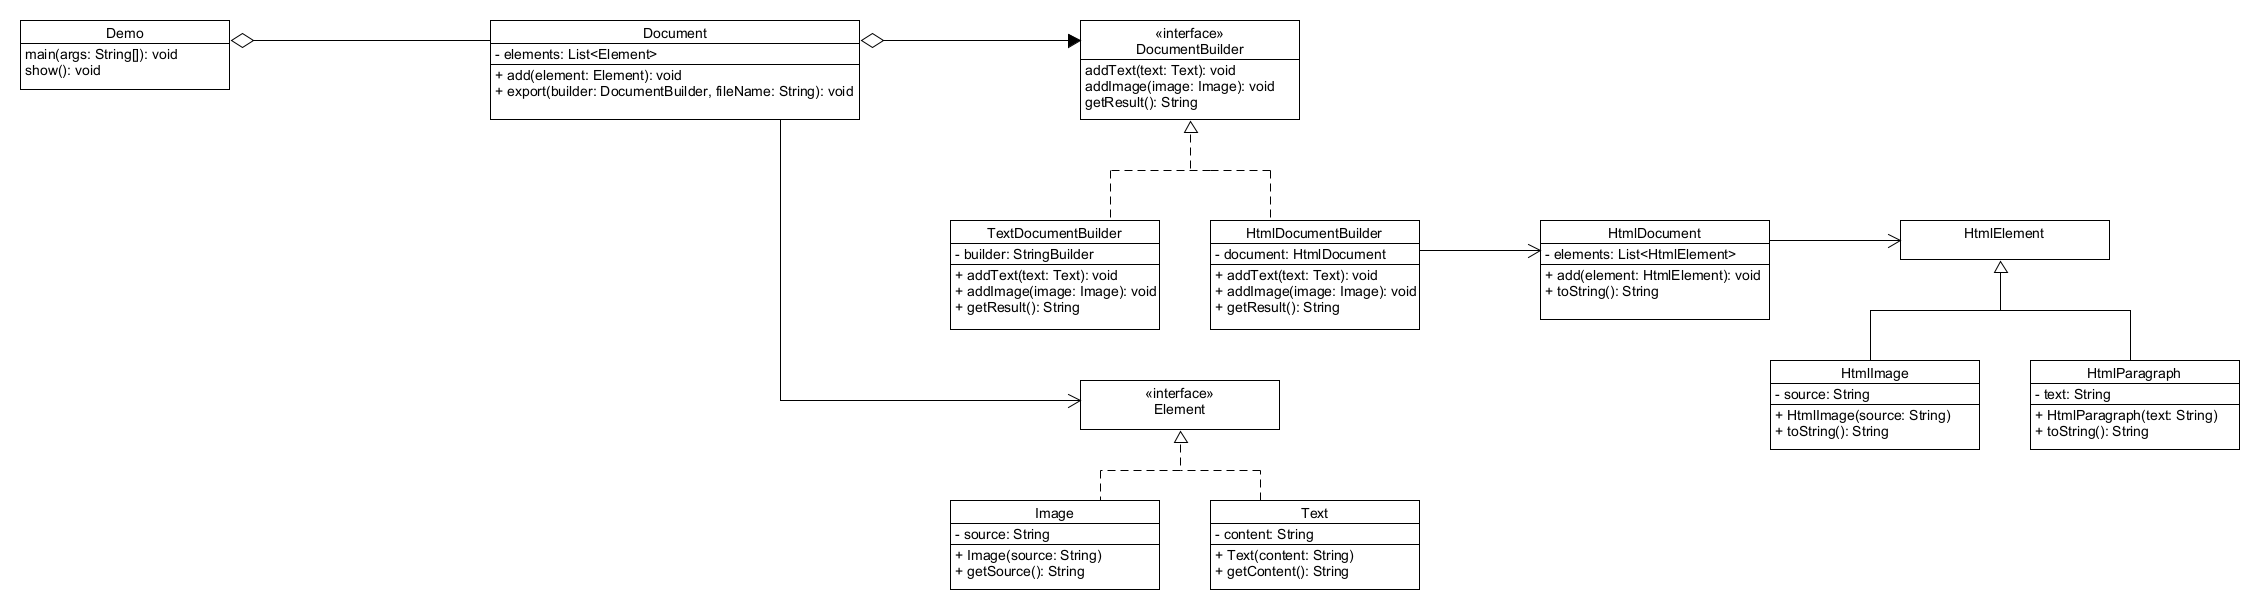 Demo
main(args: String[]): void
show(): void
Document
- elements: List<Element>
+ add(element: Element): void
+ export(builder: DocumentBuilder, fileName: String): void
«interface»
DocumentBuilder
addText(text: Text): void
addImage(image: Image): void
getResult(): String
TextDocumentBuilder
- builder: StringBuilder
+ addText(text: Text): void
+ addImage(image: Image): void
+ getResult(): String
HtmlDocumentBuilder
- document: HtmlDocument
+ addText(text: Text): void
+ addImage(image: Image): void
+ getResult(): String
HtmlDocument
- elements: List<HtmlElement>
+ add(element: HtmlElement): void
+ toString(): String
HtmlElement
HtmlImage
- source: String
+ HtmlImage(source: String)
+ toString(): String
HtmlParagraph
- text: String
+ HtmlParagraph(text: String)
+ toString(): String
«interface»
Element
Image
- source: String
+ Image(source: String)
+ getSource(): String
Text
- content: String
+ Text(content: String)
+ getContent(): String